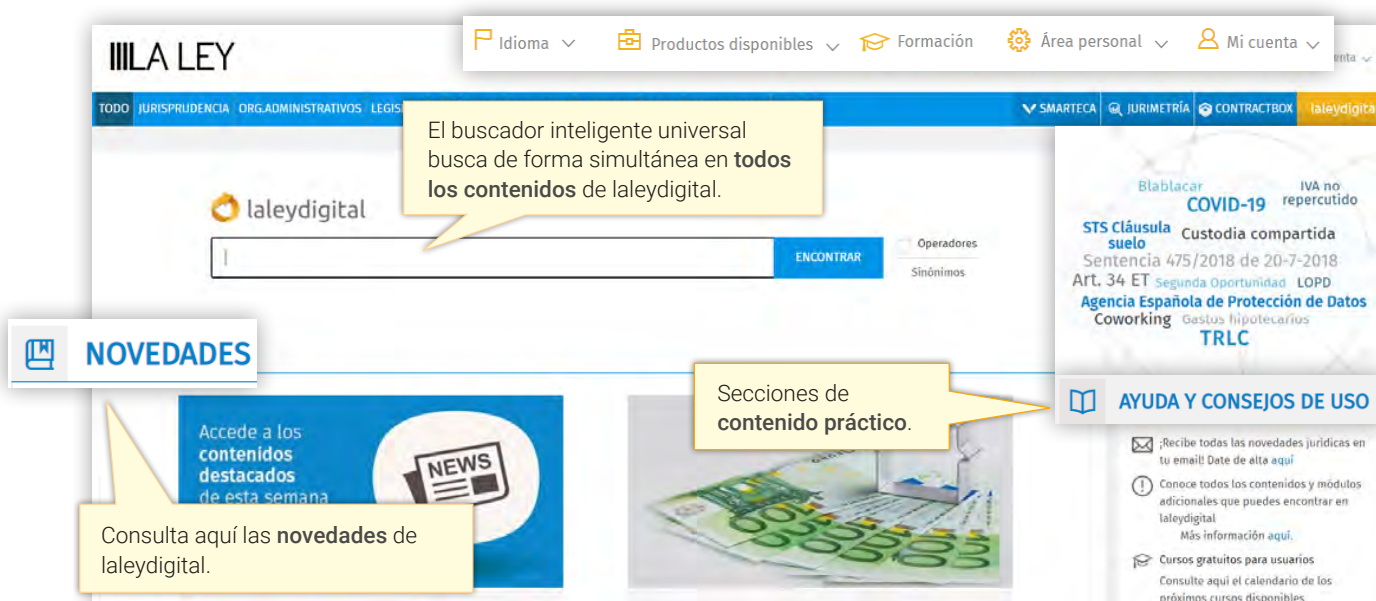 LA LEY
Idioma
Productos disponibles
Formación
Área personal
Mi cuenta
TODO JURISPRUDENCIA ORG.ADMINISTRATIVOS
SMARTECA JURIMETRÍA CONTRACTBOX laleydigita
El buscador inteligente universal
busca de forma simultánea en todos
los contenidos de laleydigital.
laleydigital
ENCONTRAR
Operadores
Sinónimos
Blablacar
IVA no
repercutido
COVID-19
STS Cláusula
suelo
Custodia compartida
Sentencia 475/2018 de 20-7-2018
Art. 34 ET Segunda Oportunidad LOPD
Agencia Española de Protección de Datos
Coworking Gastos hipotecarios
TRLC
NOVEDADES
Secciones de
contenido práctico.
AYUDA Y CONSEJOS DE USO
Accede a los
contenidos
destacados
de esta semana
NEWS
100
¡Recibe todas las novedades jurídicas en
tu email! Date de alta aquí
Conoce todos los contenidos y módulos
adicionales que puedes encontrar en
laleydigital
Más información aquí.
Cursos gratuitos para usuarios
Consulte aquí el calendario de los
próximos cursos disponibles
Consulta aquí las novedades de
laleydigital.